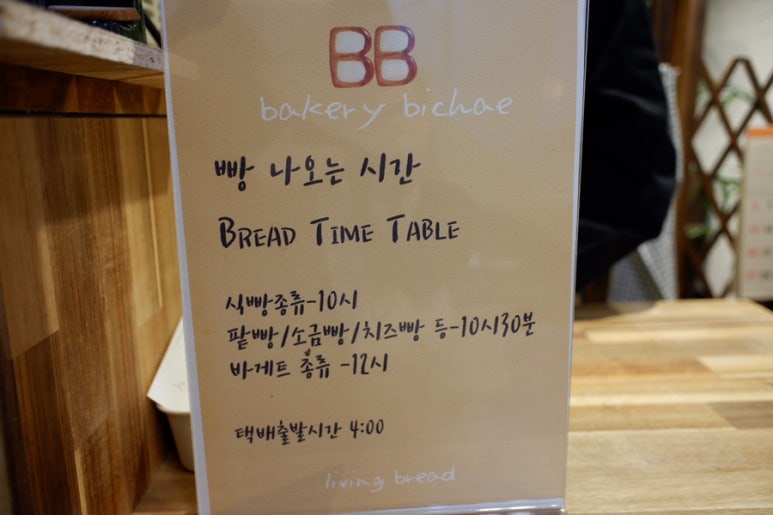 BB
bakery bichae
빵 나오는 시간
BREAD TIME TABLE
식빵종류-10시
팥빵/소금빵/치즈빵 등-10시30분
바게트 종류 -12시
택배출발시간 4:00
living bread